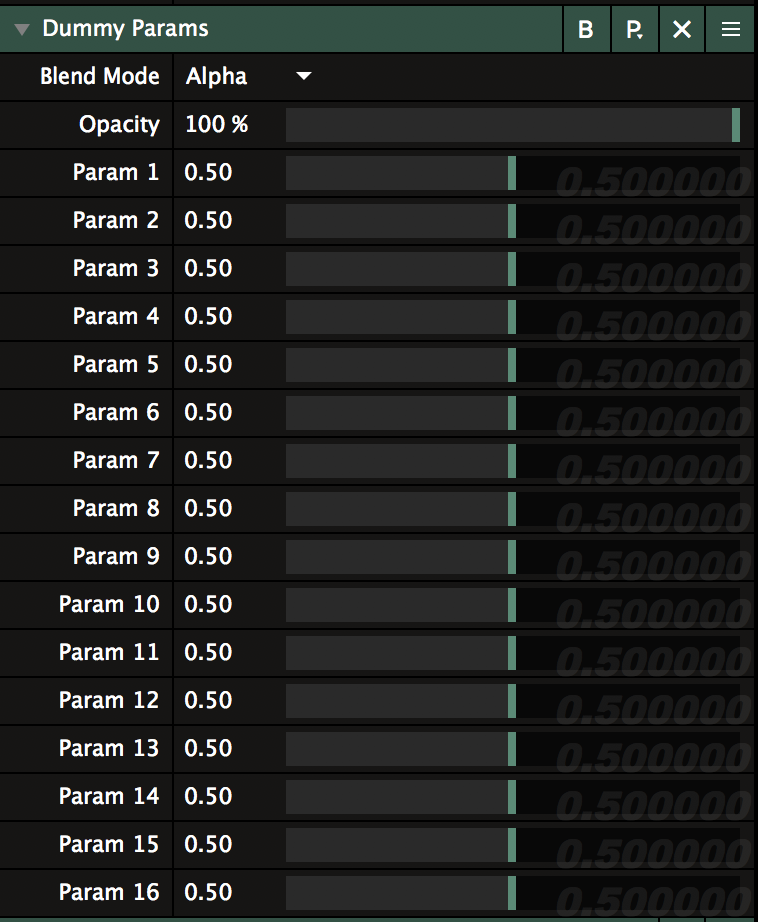 Dummy Params B P. X
Blend Mode Alpha
Opacity 100 %
Param 1 0.50 0.500000
Param 2 0.50 0.500000
Param 3 0.50 0.500000
Param 4 0.50 0.500000
Param 5 0.50 0.500000
Param 6 0.50 0.500000
Param 7 0.50 0.500000
Param 8 0.50 0.500000
Param 9 0.50 0.500000
Param 10 0.50 0.500000
Param 11 0.50 0.500000
Param 12 0.50 0.500000
Param 13 0.50 0.500000
Param 14 0.50 0.500000
Param 15 0.50 0.500000
Param 16 0.50 0.500000